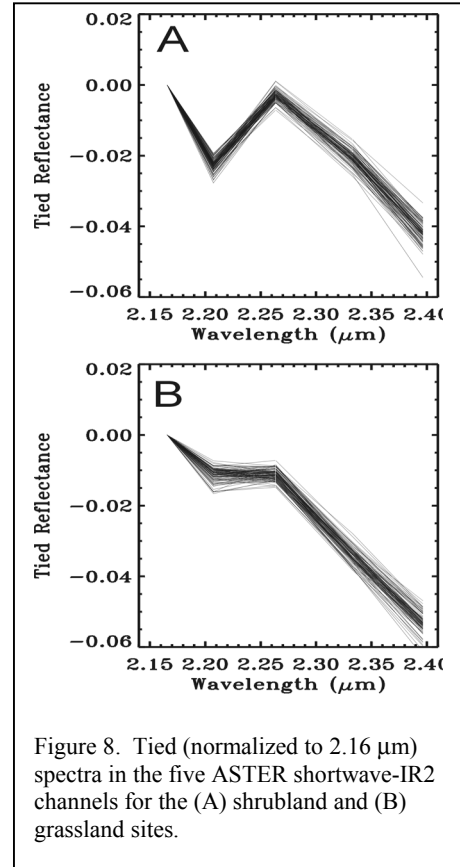 0.02
A
0.00
-0.02
-0.04
-0.06
Tied Reflectance
2.15 2.20 2.25 2.30 2.35 2.40
Wavelength (μm)
0.02
B
0.00
-0.02
-0.04
-0.06
Tied Reflectance
2.15 2.20 2.25 2.30 2.35 2.40
Wavelength (μm)
Figure 8. Tied (normalized to 2.16 μm)
spectra in the five ASTER shortwave-IR2
channels for the (A) shrubland and (B)
grassland sites.